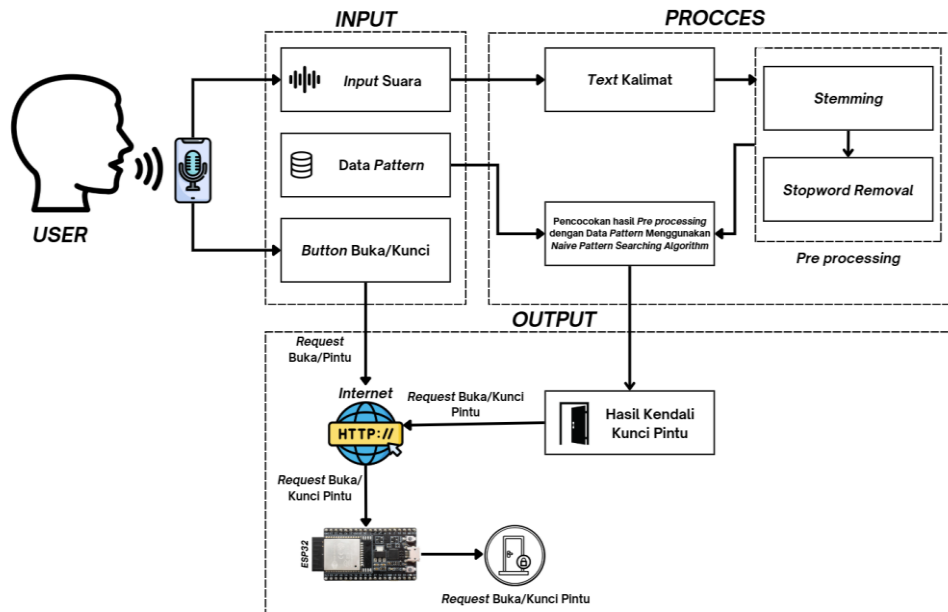 INPUT
PROCCES
Input Suara
Text Kalimat
Stemming
Data Pattern
Stopword Removal
USER
Button Buka/Kunci
Pencocokan hasil Pre processing
dengan Data Pattern Menggunakan
Naive Pattern Searching Algorithm
Pre processing
OUTPUT
Request
Buka/Pintu
Internet
HTTP://
Request Buka/Kunci
Pintu
Hasil Kendali
Kunci Pintu
Request Buka/
Kunci Pintu
ESP32
Request Buka/Kunci Pintu